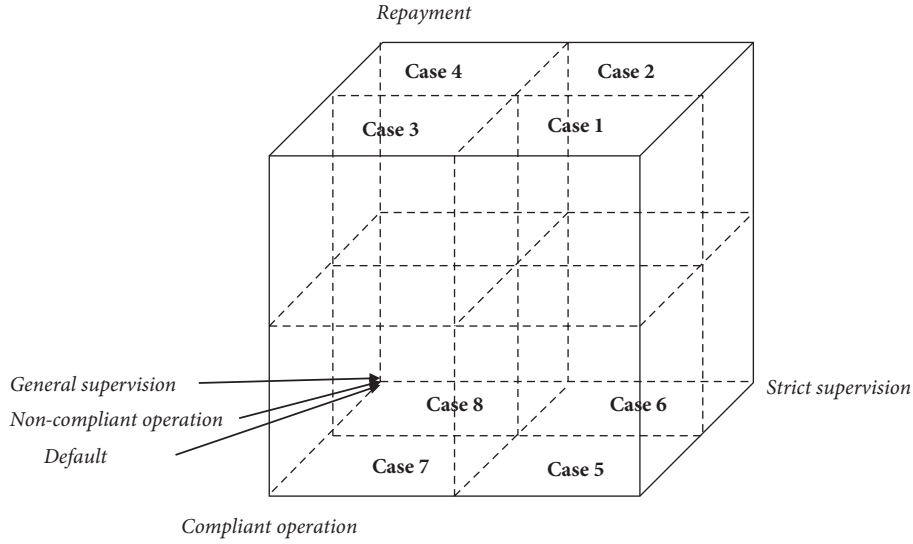 Repayment
Case 4
Case 2
Case 3
Case 1
General supervision
Strict supervision
Non-compliant operation
Case 8
Case 6
Default
Case 7
Case 5
Compliant operation